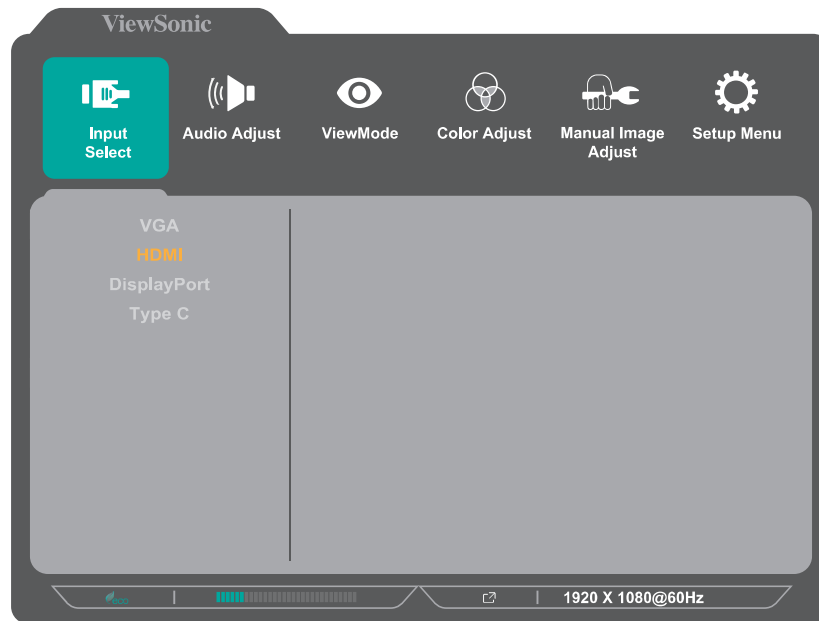 ViewSonic
Input
Select
Audio Adjust
ViewMode
Color Adjust
Manual Image
Adjust
Setup Menu
VGA
HDMI
DisplayPort
Type C
eco
1920 X 1080@60Hz